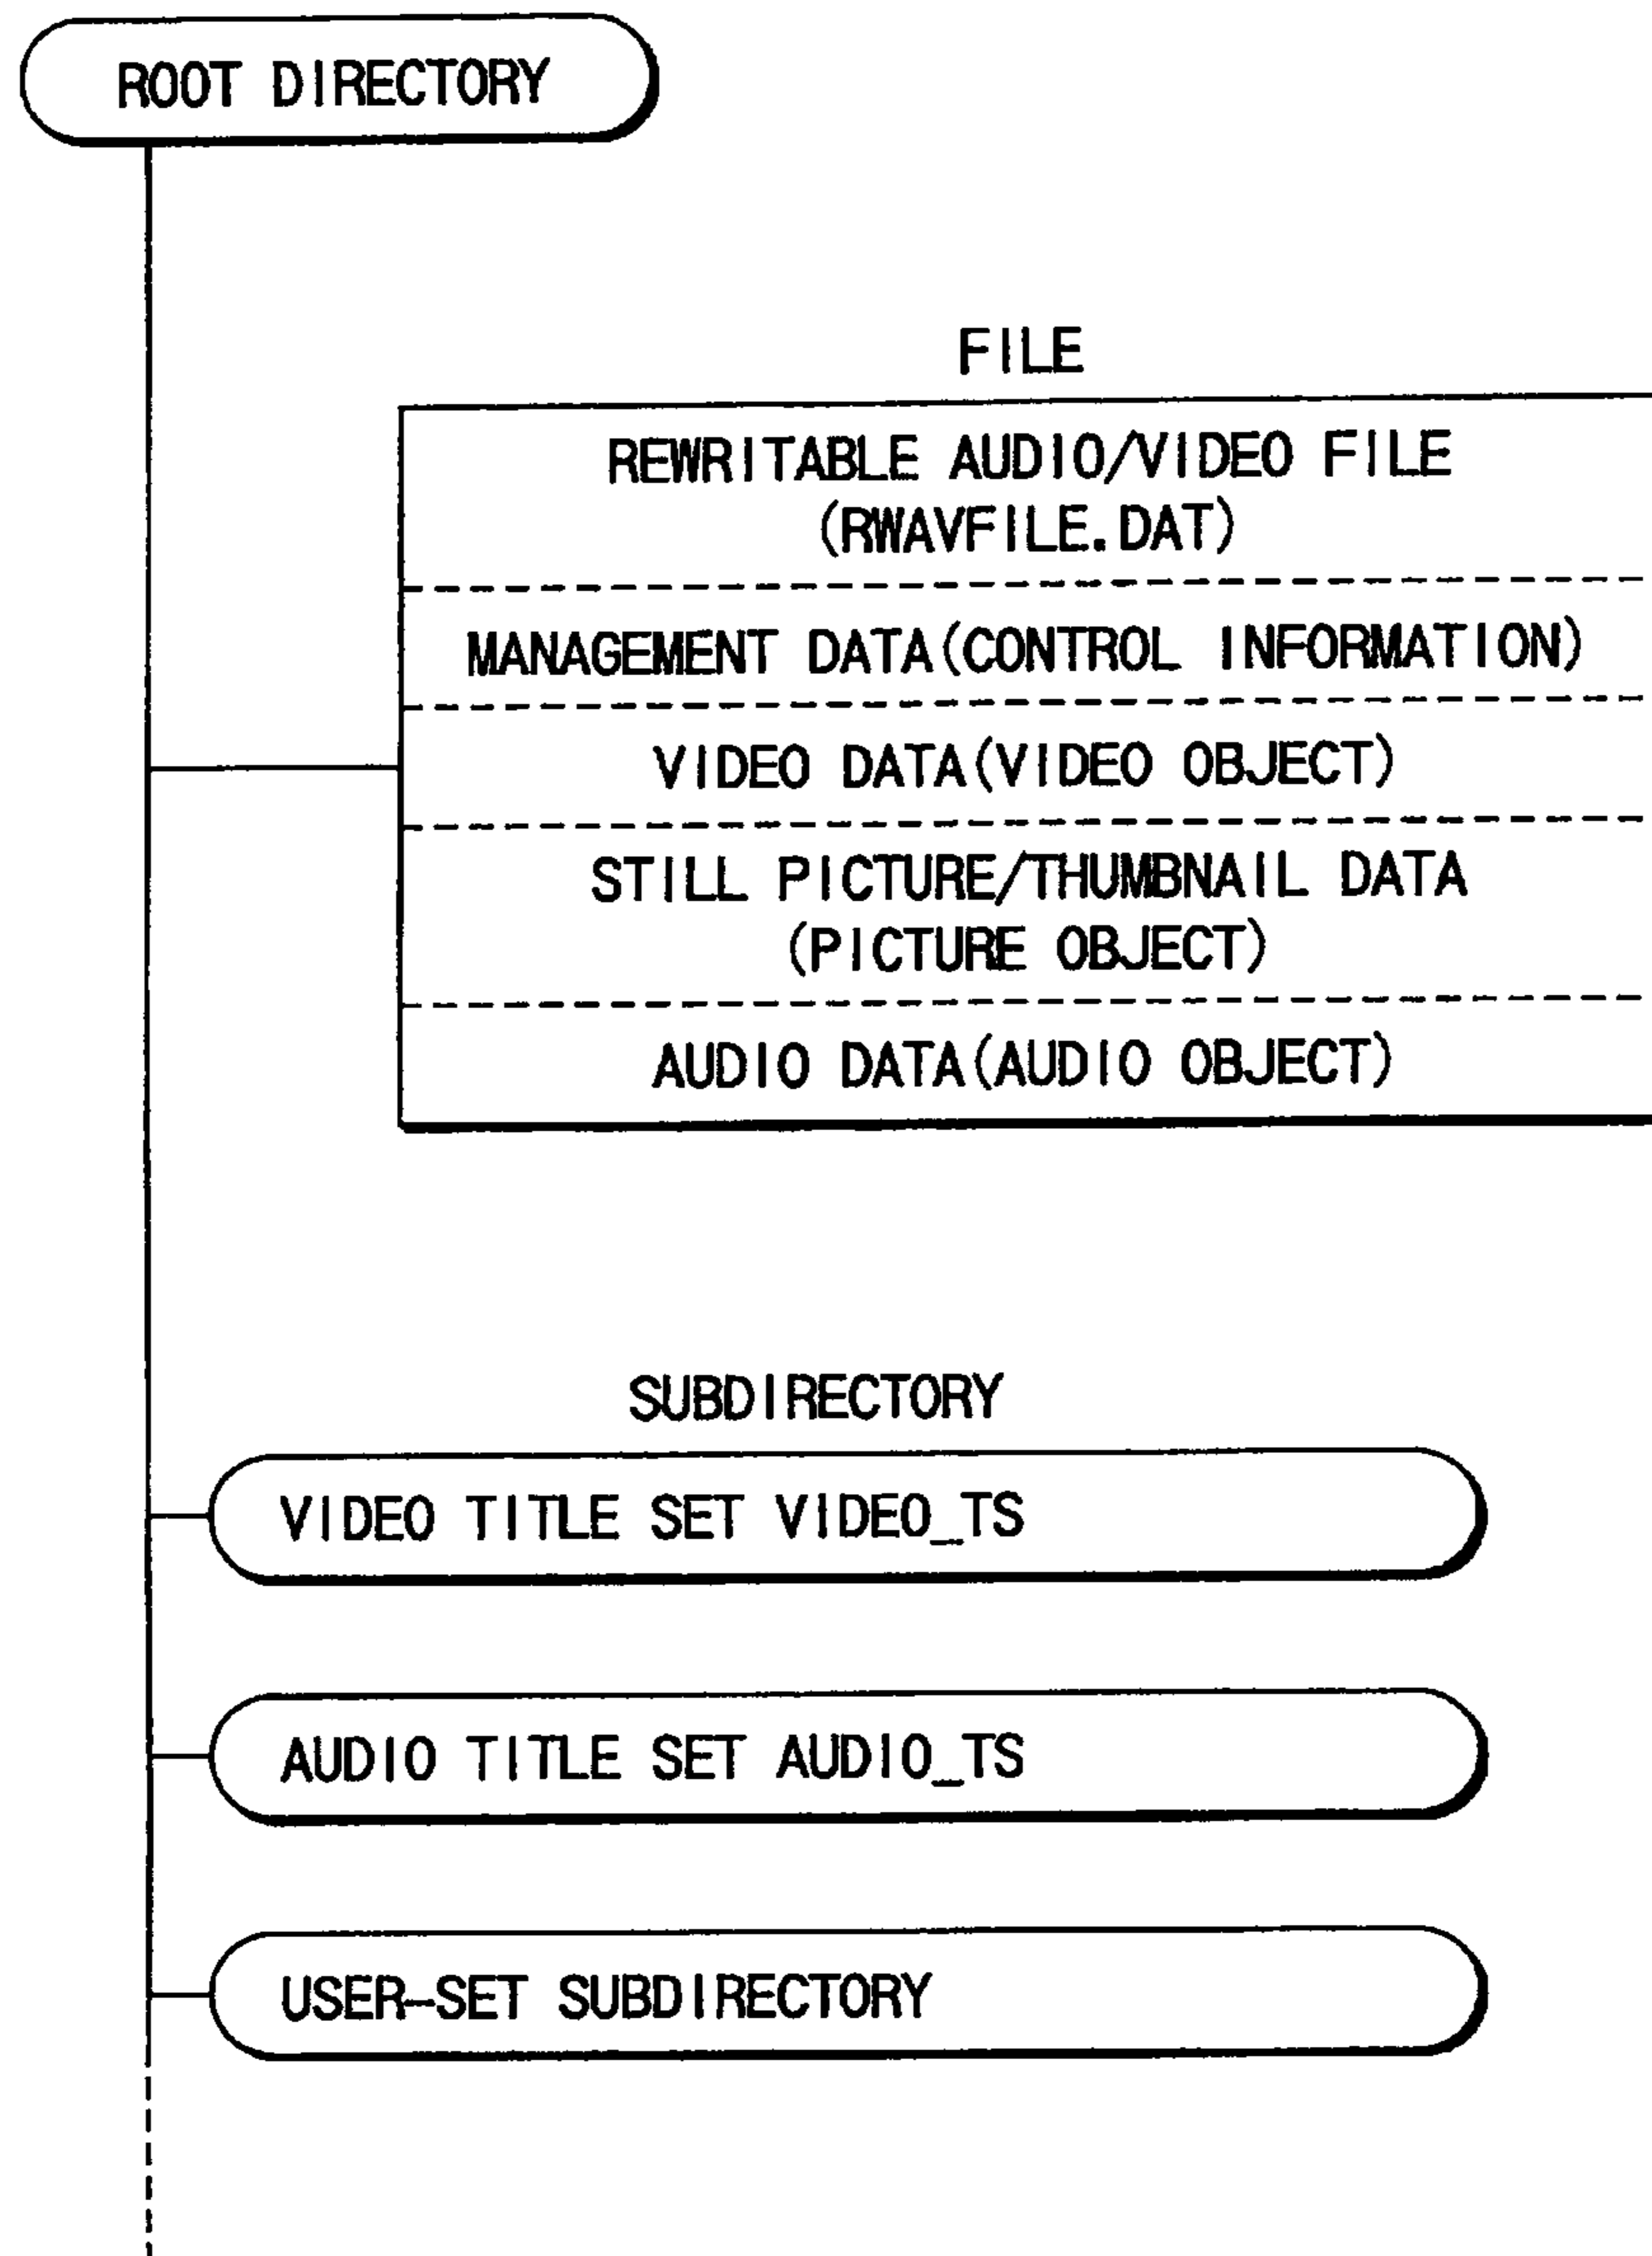 ROOT DIRECTORY
FILE
REWRITABLE AUDIO/VIDEO FILE
(RWAVFILE.DAT)
MANAGEMENT DATA(CONTROL INFORMATION)
VIDEO DATA(VIDEO OBJECT)
STILL PICTURE/THUMBNAIL DATA
(PICTURE OBJECT)
AUDIO DATA(AUDIO OBJECT)
SUBDIRECTORY
VIDEO TITLE SET VIDEO_TS
AUDIO TITLE SET AUDIO_TS
USER-SET SUBDIRECTORY